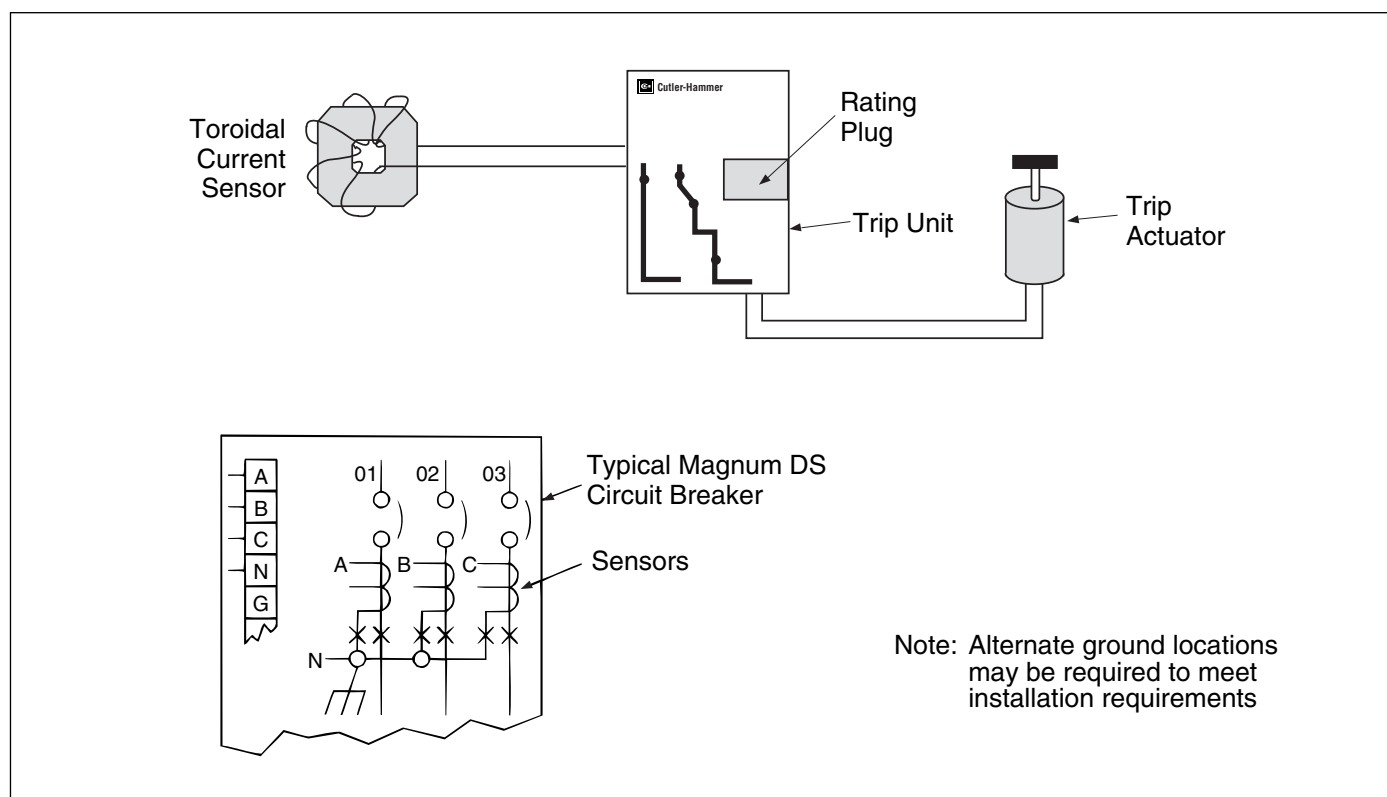 Cutler-Hammer
Toroidal
Current
Sensor
Rating
Plug
Trip Unit
Trip
Actuator
A
B
C
N
G
01 02 03
A B C
N
Typical Magnum DS
Circuit Breaker
Sensors
Note: Alternate ground locations
may be required to meet
installation requirements